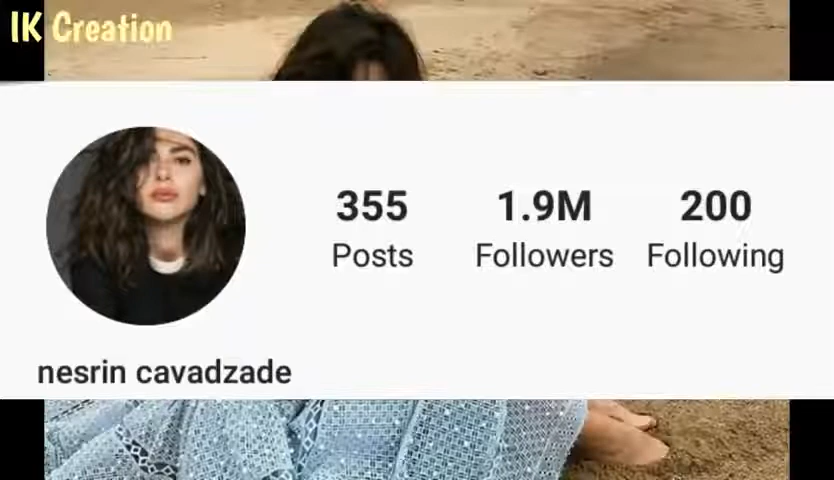 IK Creation
355 1.9M 200
Posts Followers Following
nesrin cavadzade